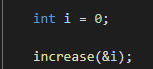 int i = 0;
increase(&i);